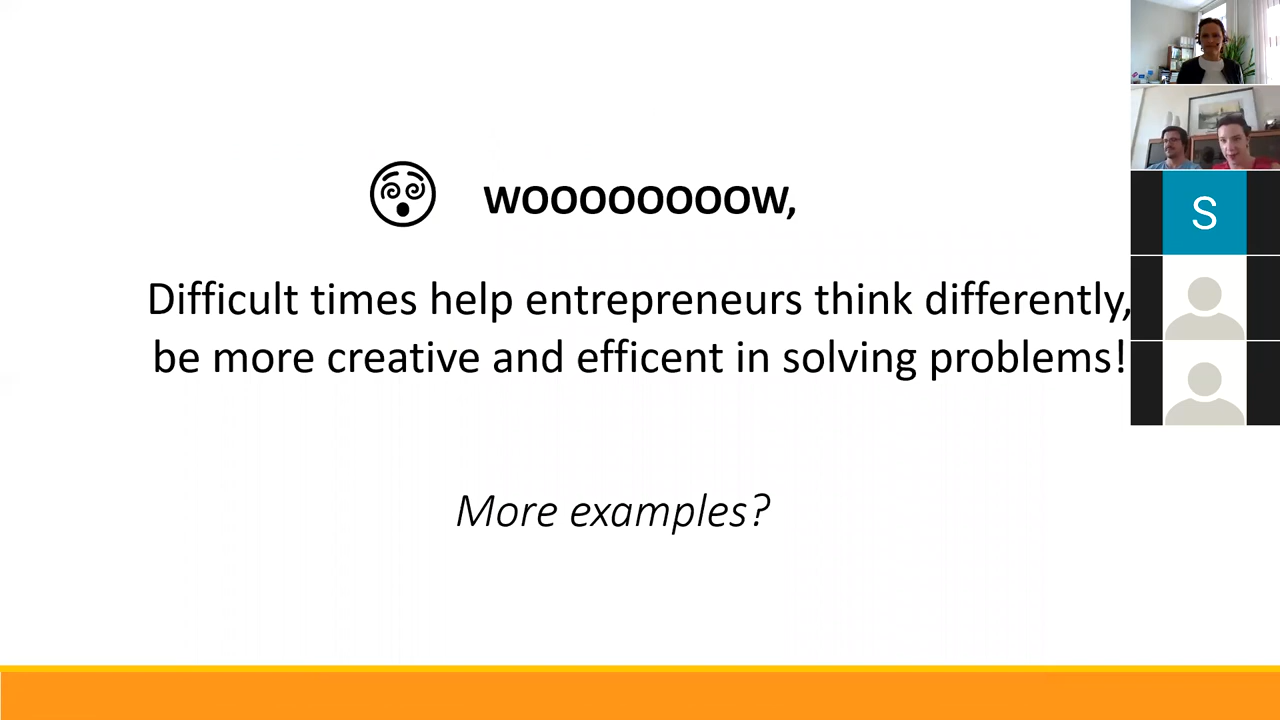 WOOOOOOOOW,
Difficult times help entrepreneurs think differently,
be more creative and efficent in solving problems!
More examples?
S